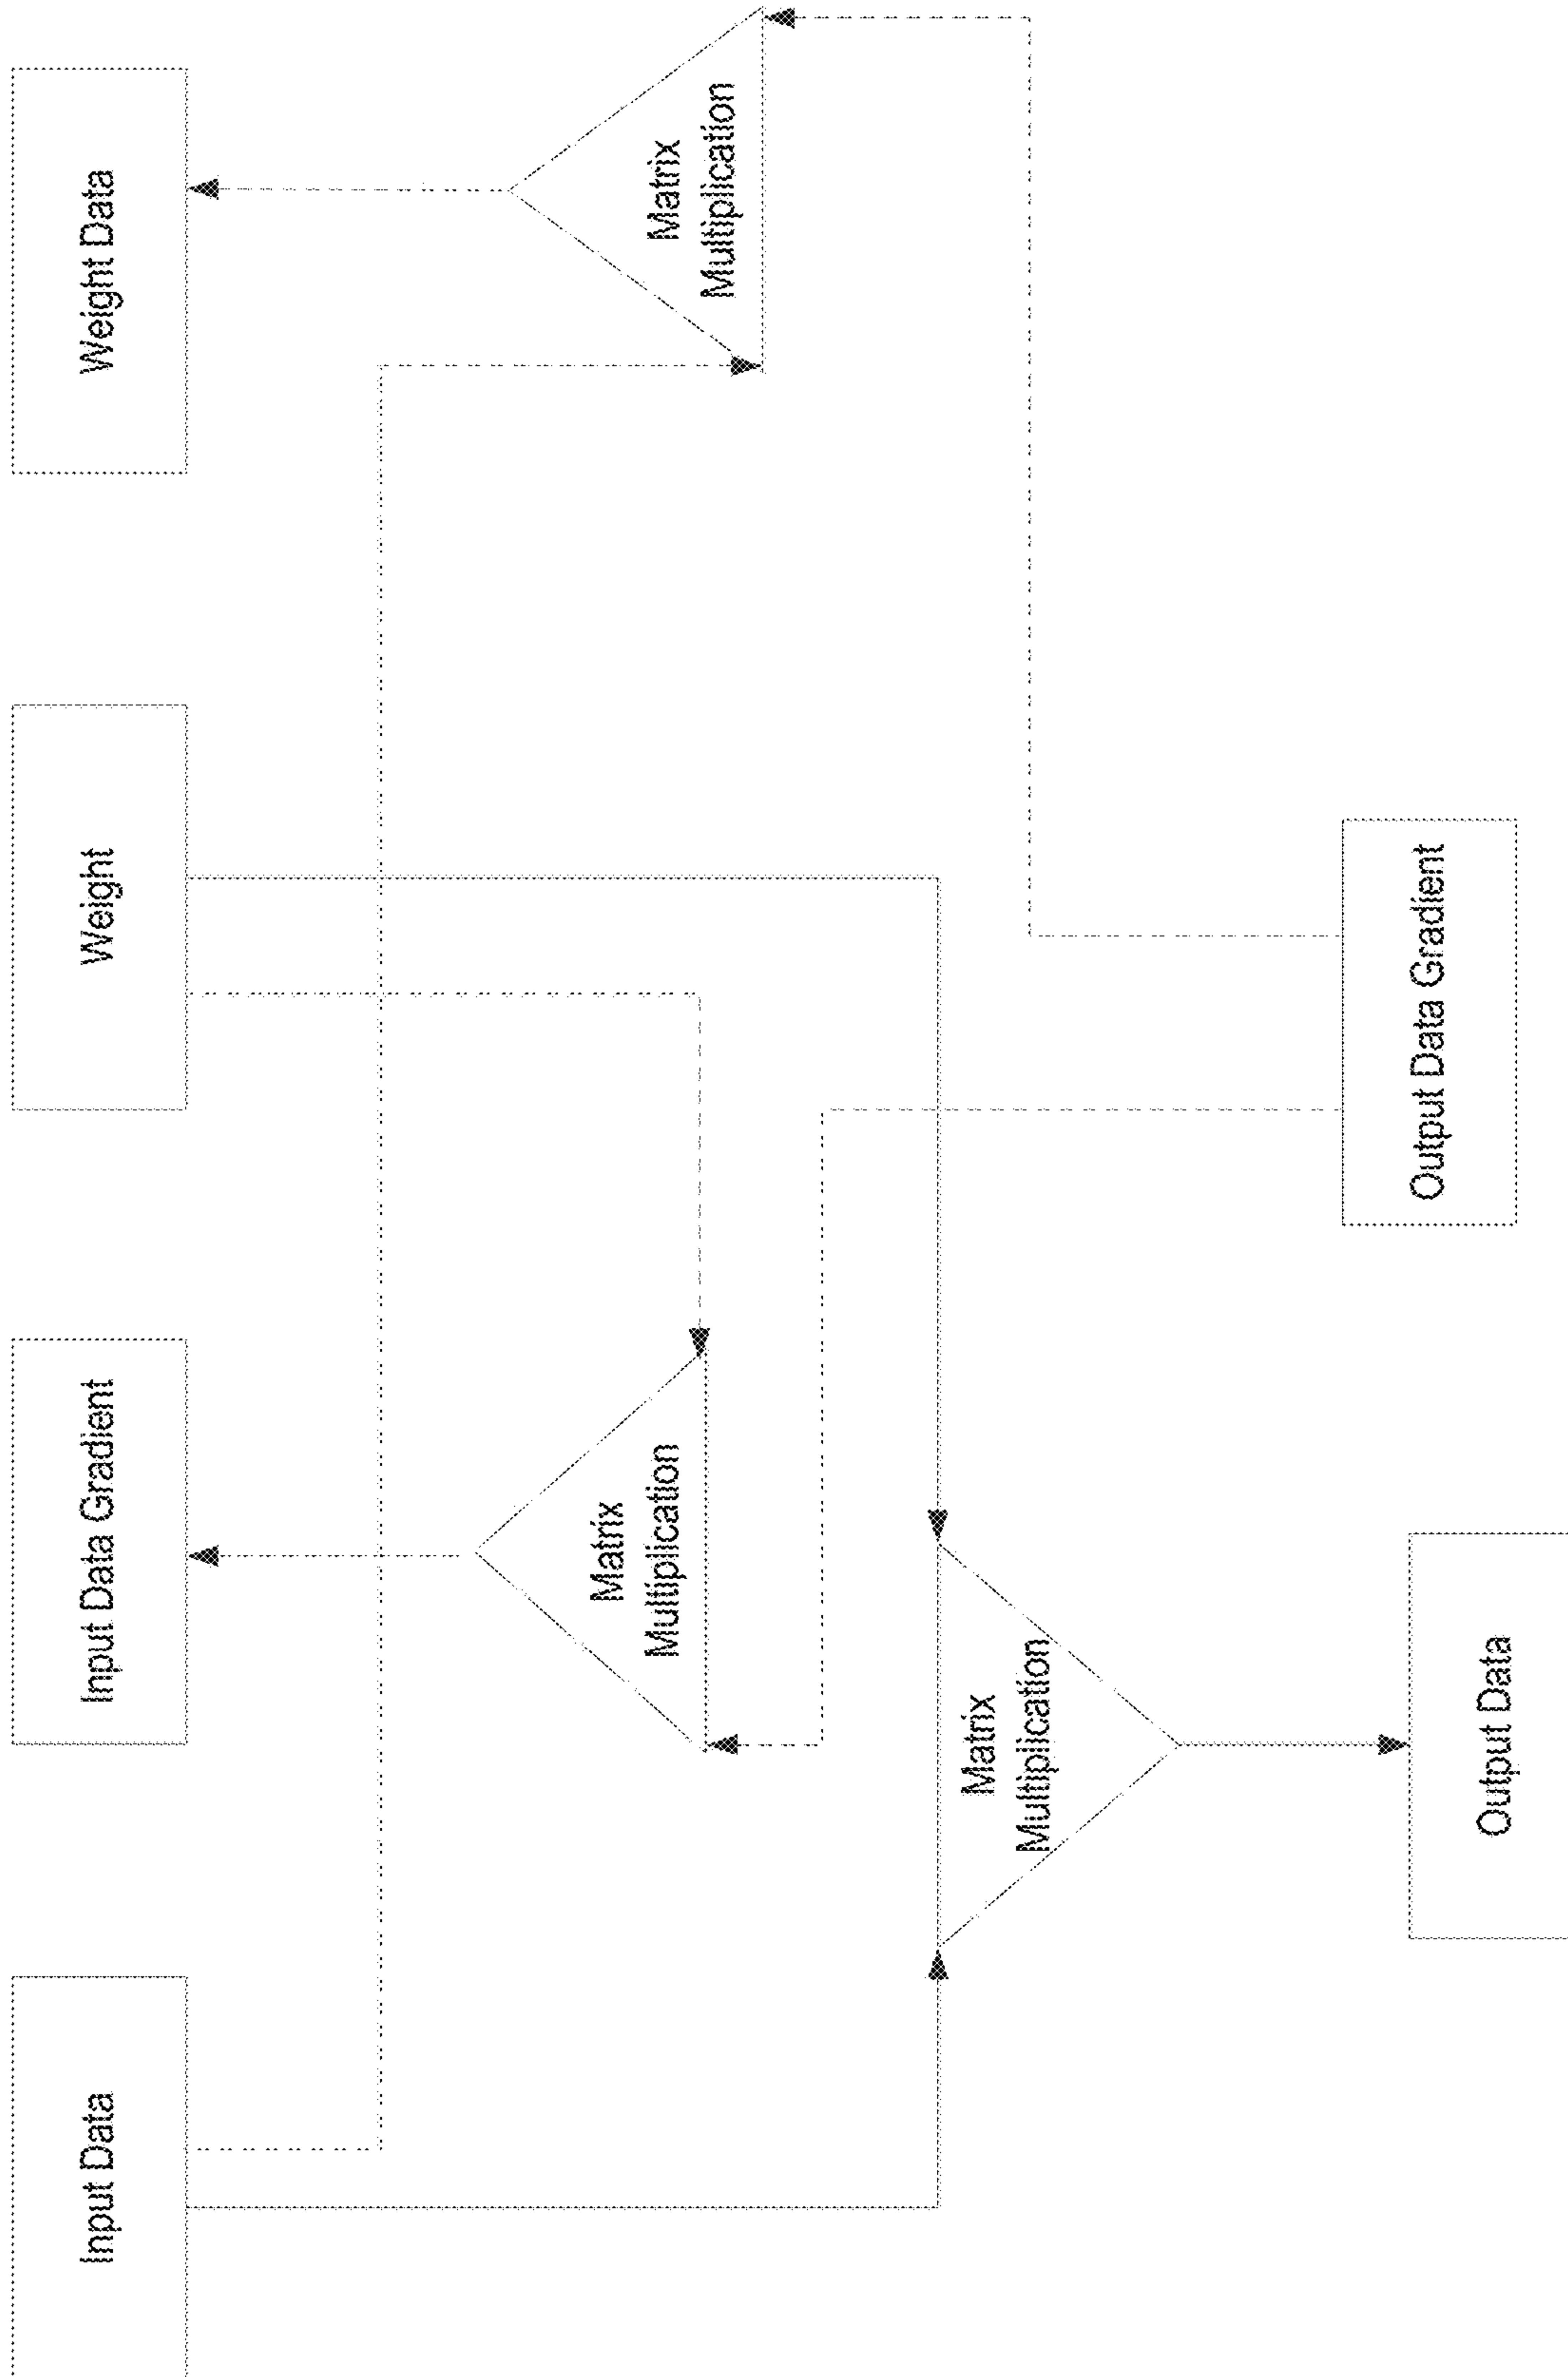 Input Data
Input Data Gradient
Weight
Weight Data
Matrix
Multiplication
Matrix
Multiplication
Matrix
Multiplication
Output Data
Output Data Gradient